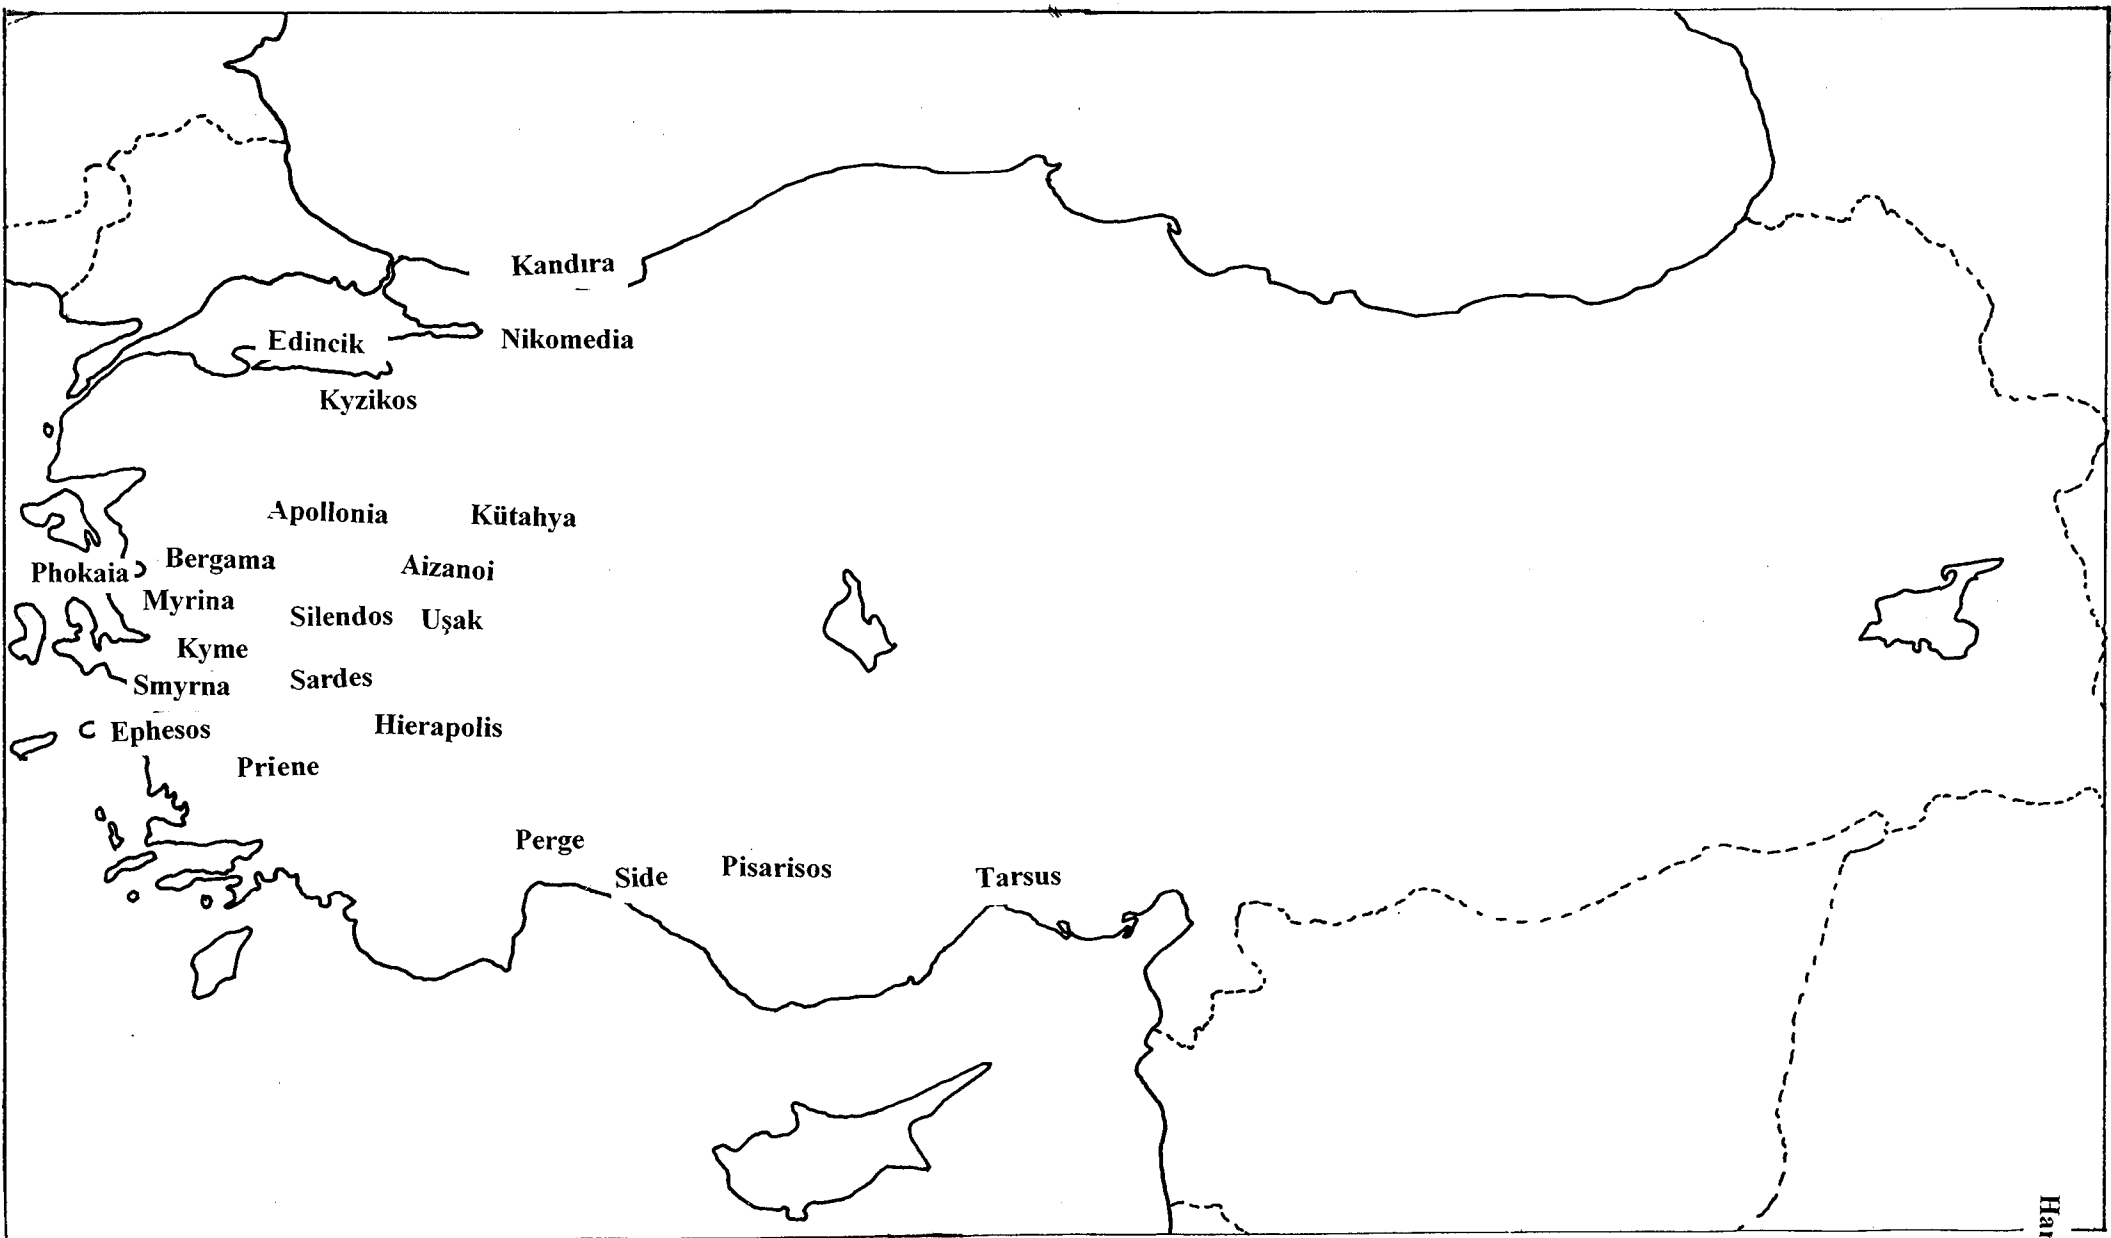 Kandıra
Edincik
Nikomedia
Kyzikos
Apollonia
Kütahya
Bergama
Aizanoi
Phokaia
Myrina
Silendos
Uşak
Kyme
Sardes
Smyrna
Hierapolis
Ephesos
Priene
Perge
Side
Pisarisos
Tarsus